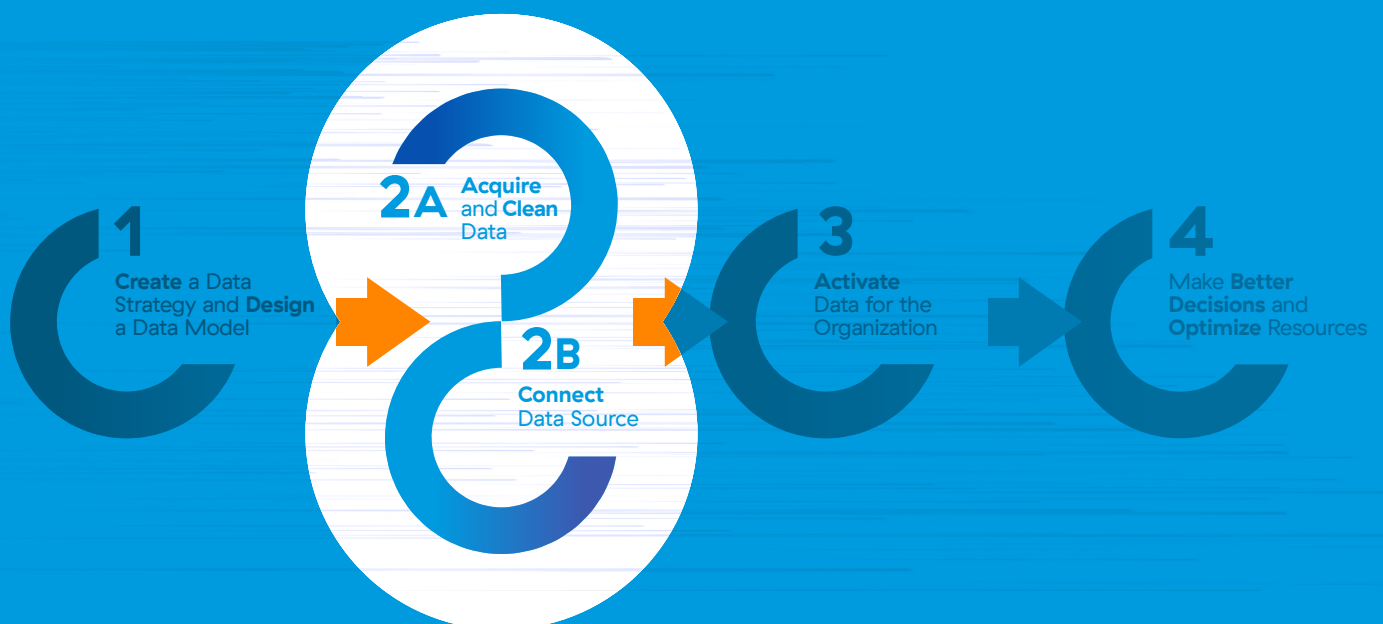 1
Create a Data
Strategy and Design
a Data Model
2A
Acquire
and Clean
Data
2B
Connect
Data Source
3
Activate
Data for the
Organization
4
Make Better
Decisions and
Optimize Resources